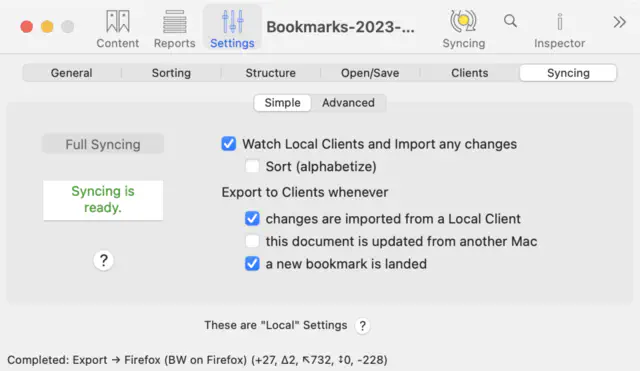 Bookmarks-2023-...
Content Reports Settings Syncing Inspector
General Sorting Structure Open/Save Clients Syncing
Simple Advanced
Full Syncing
Syncing is
ready.
?
Watch Local Clients and Import any changes
Sort (alphabetize)
Export to Clients whenever
changes are imported from a Local Client
this document is updated from another Mac
a new bookmark is landed
These are "Local" Settings ?
Completed: Export → Firefox (BW on Firefox) (+27, Δ2, ↖732, ↕0, -228)